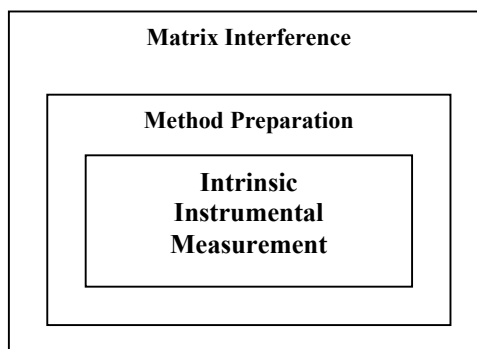 Matrix Interference
Method Preparation
Intrinsic
Instrumental
Measurement